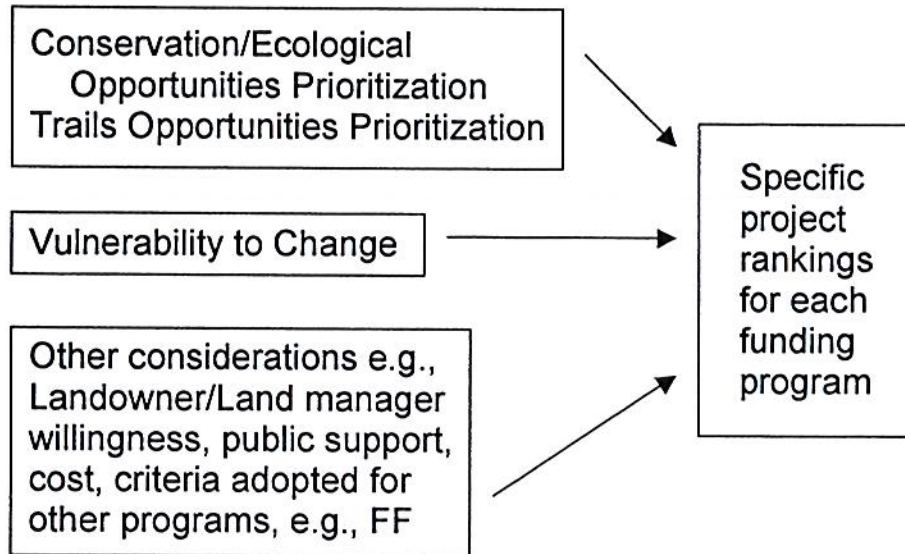 Conservation/Ecological
Opportunities Prioritization
Trails Opportunities Prioritization
Vulnerability to Change
Other considerations e.g.,
Landowner/Land manager
willingness, public support,
cost, criteria adopted for
other programs, e.g., FF
Specific
project
rankings
for each
funding
program